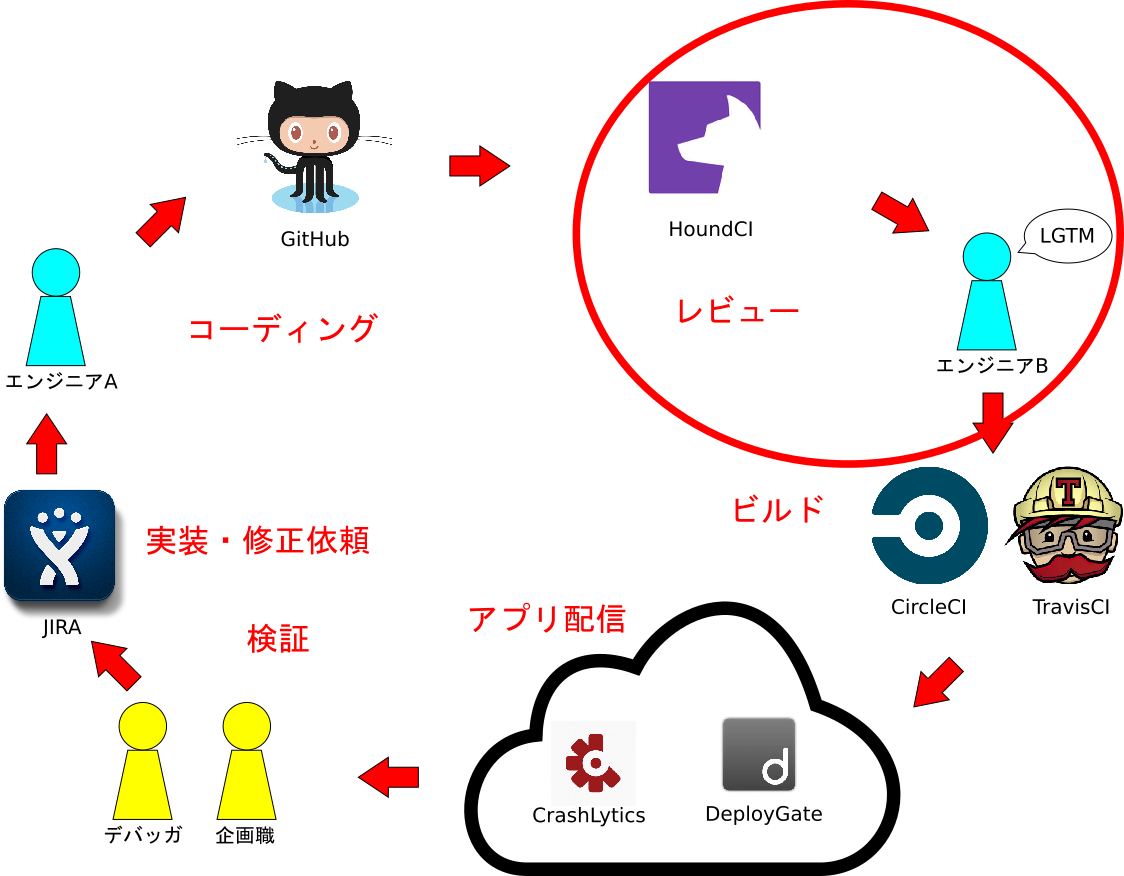 GitHub
HoundCI
LGTM
エンジニアA
コーディング
レビュー
エンジニアB
JIRA
実装・修正依頼
ビルド
CircleCI
TravisCI
検証
アプリ配信
CrashLytics
DeployGate
デバッガ
企画職
T
d